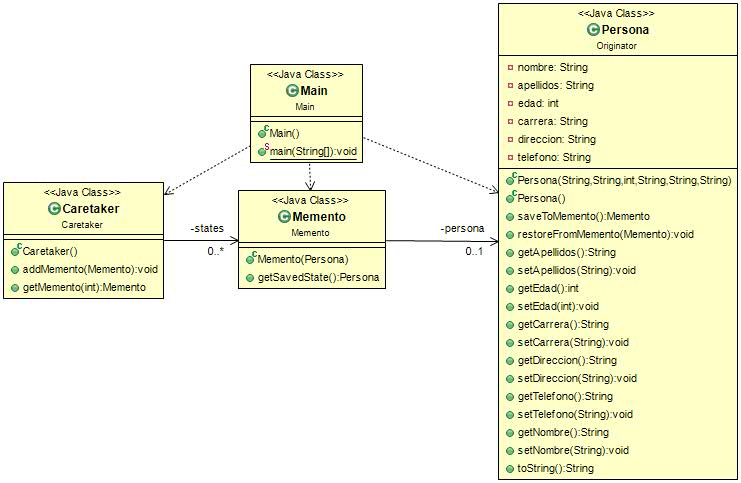 <<Java Class>>
Persona
Originator
nombre: String
apellidos: String
edad: int
carrera: String
direccion: String
telefono: String
Persona(String,String,int,String,String,String)
Persona()
saveToMemento():Memento
restoreFromMemento(Memento):void
getApellidos():String
setApellidos(String):void
getEdad():int
setEdad(int):void
getCarrera():String
setCarrera(String):void
getDireccion():String
setDireccion(String):void
getTelefono():String
setTelefono(String):void
getNombre():String
setNombre(String):void
toString():String
<<Java Class>>
Main
Main
Main()
main(String[]):void
<<Java Class>>
Caretaker
Caretaker
Caretaker()
addMemento(Memento):void
getMemento(int):Memento
-states
0..*
<<Java Class>>
Memento
Memento
Memento(Persona)
getSavedState():Persona
-persona
0..1